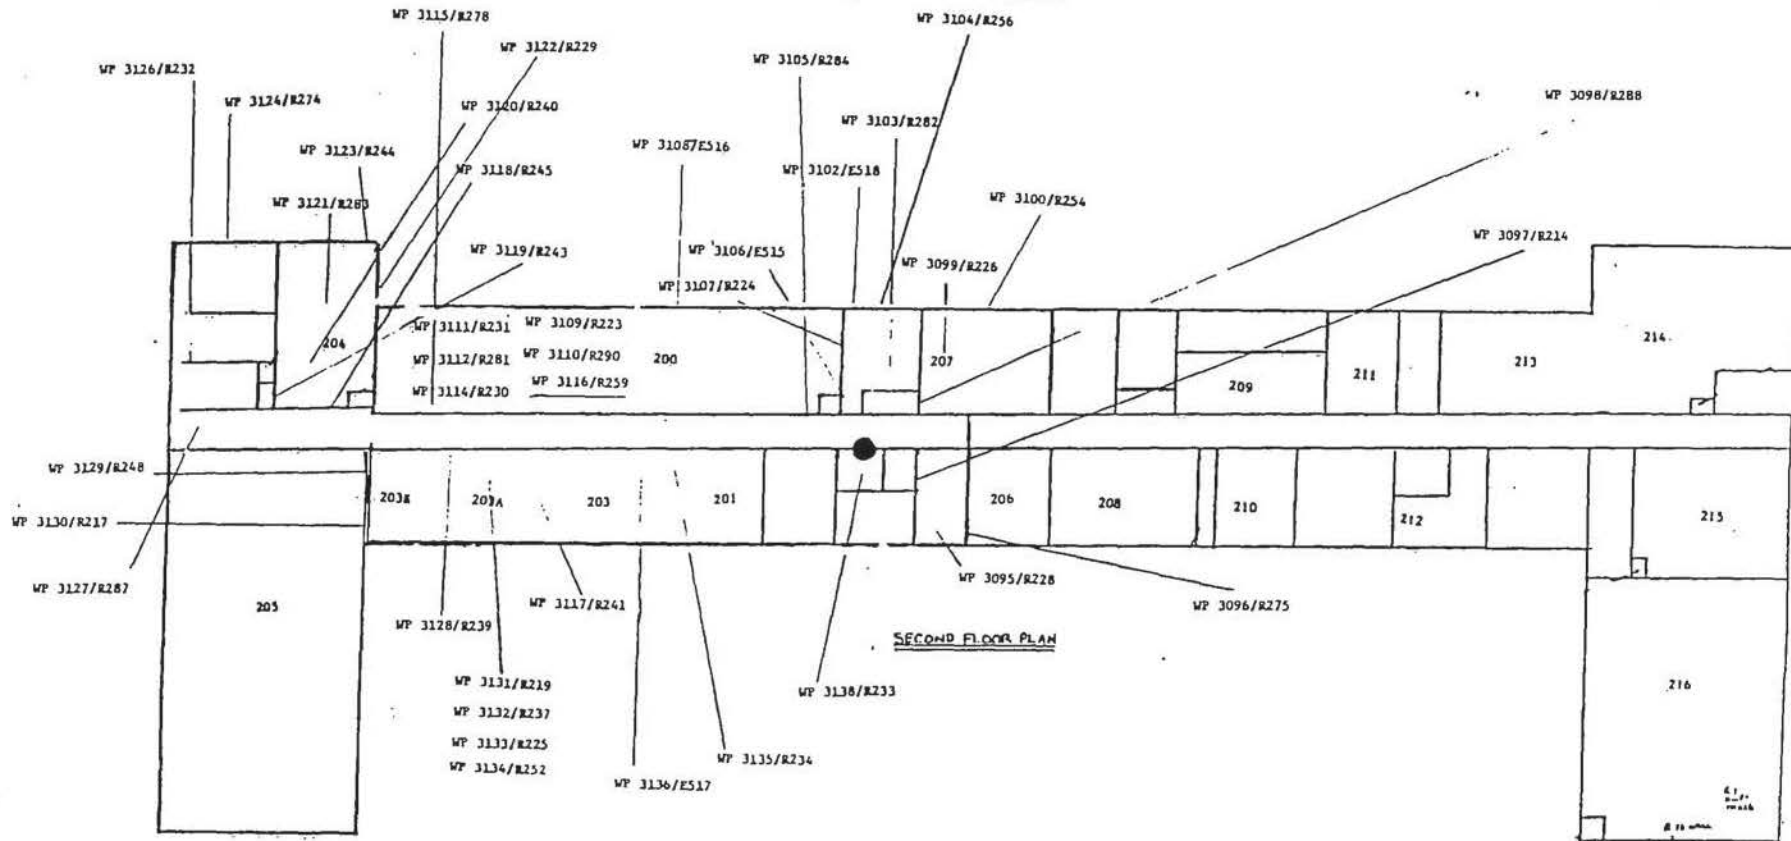 WP 3115/R278
WP 3104/R256
WP 3122/R229
WP 3105/R284
WP 3126/R232
WP 3124/R274
WP 3120/R240
WP 3098/R288
WP 3103/R282
WP 3123/R244
WP 3108/E516
WP 3118/R245
WP 3102/E518
WP 3121/R283
WP 3100/R254
WP 3097/R214
WP 3119/R243
WP 3106/E515
WP 3099/R226
WP 3107/R224
WP 3111/R231
WP 3109/R223
204
WP 3112/R281
WP 3110/R290
200
207
209
211
213
214
WP 3114/R230
WP 3116/R259
WP 3129/R248
203A
203
201
206
208
210
212
215
WP 3130/R217
WP 3127/R287
205
WP 3128/R239
WP 3117/R241
WP 3095/R228
WP 3096/R275
SECOND FLOOR PLAN
WP 3131/R219
WP 3132/R237
WP 3133/R225
WP 3134/R252
WP 3138/R233
WP 3135/R234
WP 3136/E517
216